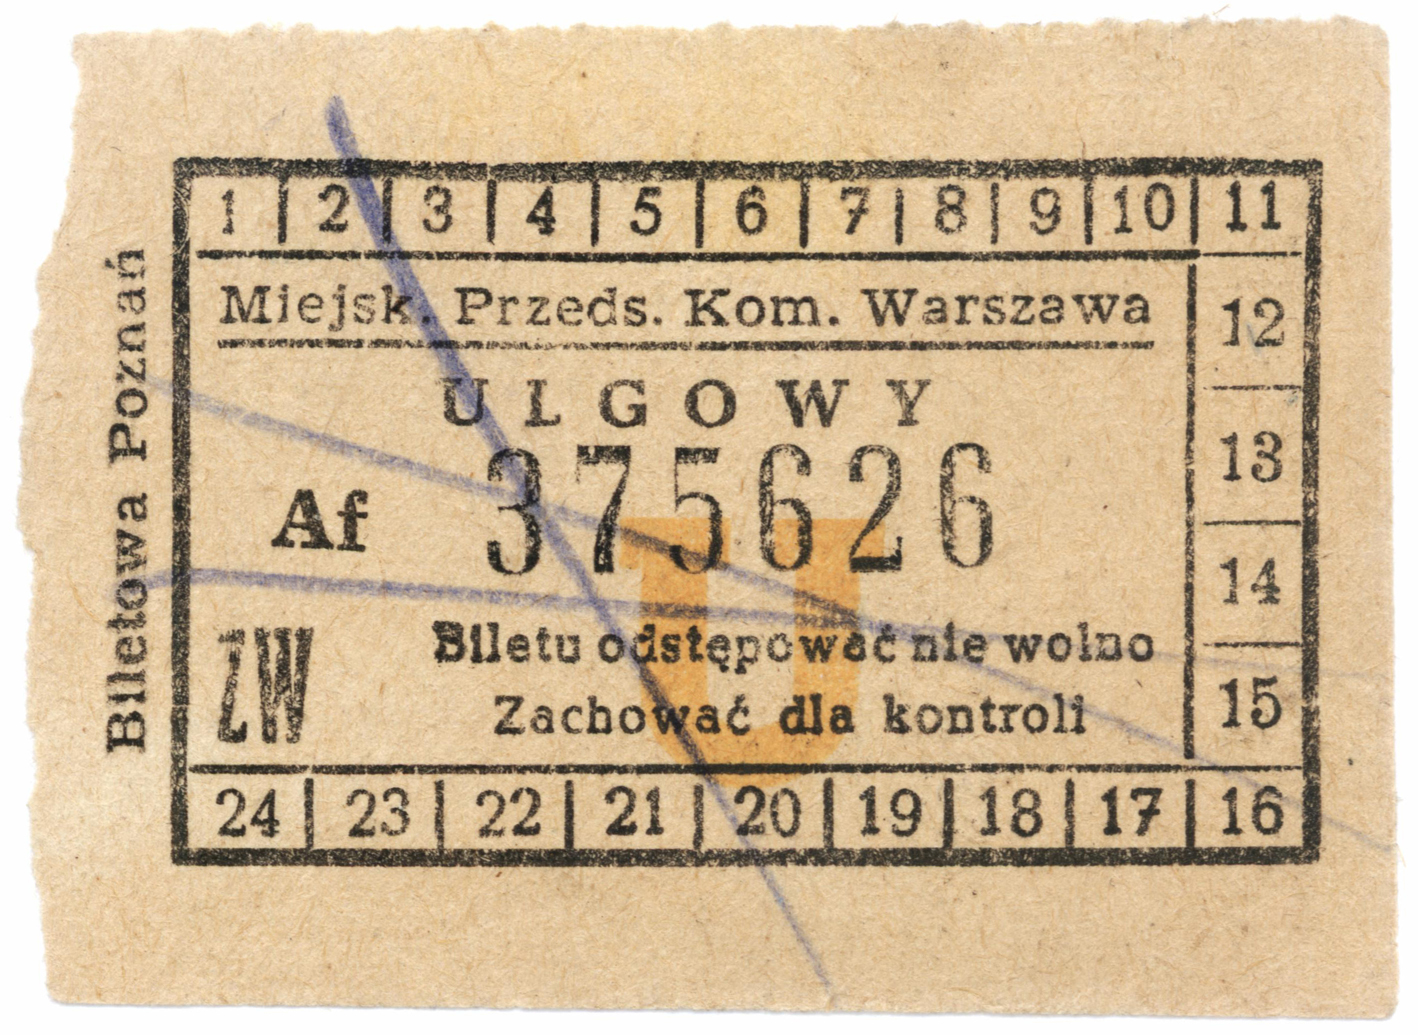 1 2 3 4 5 6 7 8 9 10 11
Miejsk. Przeds. Kom. Warszawa
12
ULGOWY
375626
13
Af
14
U
Biletu odstępować nie wolno
ZW
Zachować dla kontroli
15
24 23 22 21 20 19 18 17 16
Biletowa Poznań